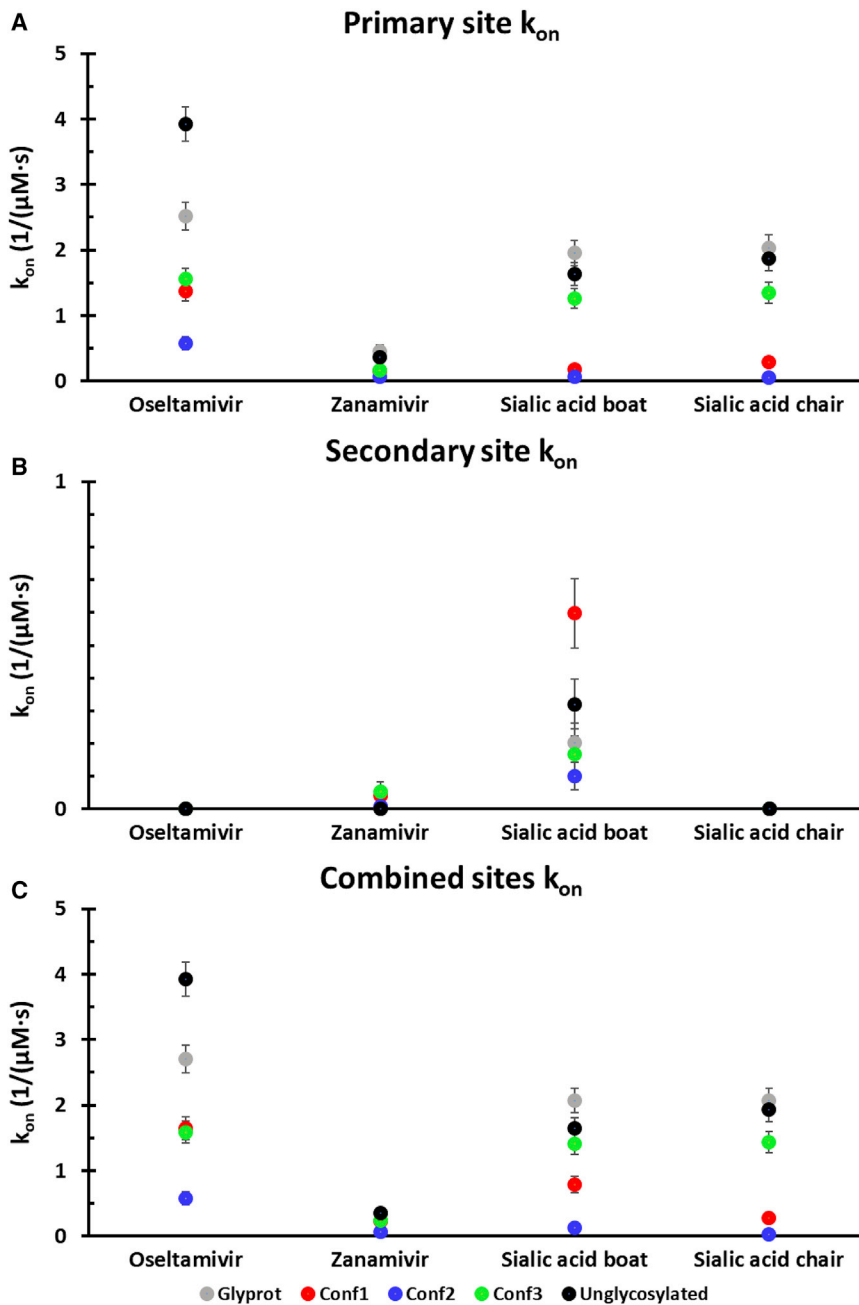 A
Primary site kon
kon (1/(μM·s)
5
4
3
2
1
0
Oseltamivir Zanamivir Sialic acid boat Sialic acid chair
B
Secondary site kon
kon (1/(μM·s)
1
0
Oseltamivir Zanamivir Sialic acid boat Sialic acid chair
C
Combined sites kon
kon (1/(μM·s)
5
4
3
2
1
0
Oseltamivir Zanamivir Sialic acid boat Sialic acid chair
Glyprot Conf1 Conf2 Conf3 Unglycosylated